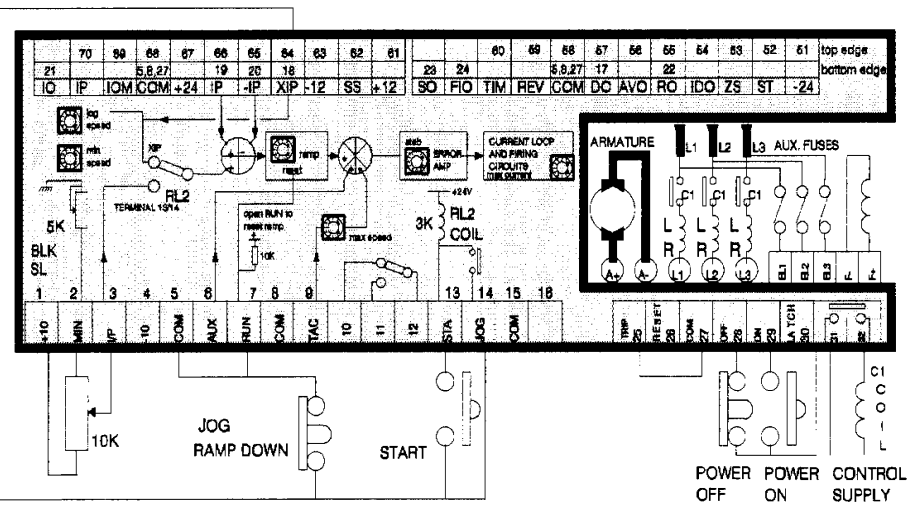 70 69 68 67 66 65 64 63 62 61 60 59 58 57 56 55 54 53 52 51 top edge
21 5,8,27 19 20 18 23 24 5,8,27 17 22 bottom edge
IO IP IOM COM +24 IP -IP XIP -12 SS +12 SO FIO TIM REV COM DC AVO RO IDO ZS ST -24
jog
speed
min
speed
XIP
RL2
TERMINAL 13/14
ramp
reset
open RUN to
reset ramp
10K
max speed
stab
ERROR
AMP
CURRENT LOOP
AND FIRING
CIRCUITS
max current
+24V
3K
RL2
COIL
ARMATURE
L1 L2 L3 AUX. FUSES
C1 C1 C1
L L L
R R R
A+ A- L1 L2 L3 EL1 EL2 EL3 F- F+
5K
BLK
SL
1 2 3 4 5 6 7 8 9 10 11 12 13 14 15 16
+10 MIN I/P -10 COM AUX RUN COM TAC STA JOG COM
TRIP RESET COM OFF ON LATCH
25 26 27 28 29 30
10K
JOG
RAMP DOWN
START
C1
C
O
I
L
POWER
OFF
POWER
ON
CONTROL
SUPPLY